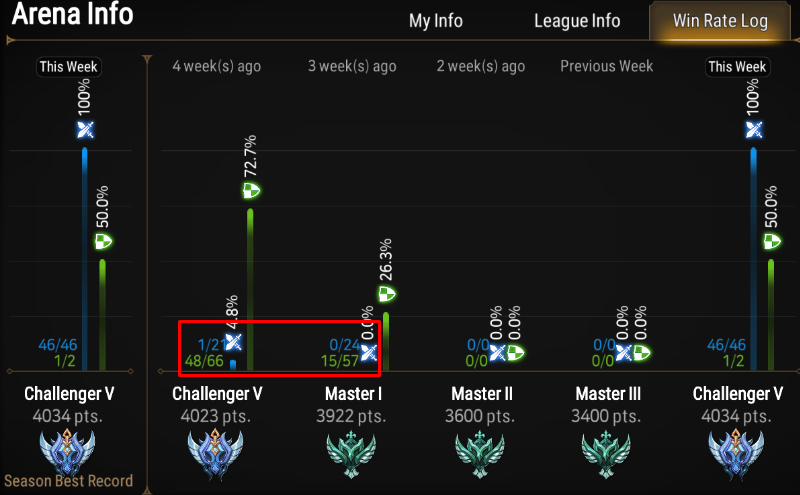 Arena Info
My Info
League Info
Win Rate Log
This Week
100%
50.0%
46/46
1/2
Challenger V
4034 pts.
Season Best Record
4 week(s) ago
4.8%
72.7%
1/21
48/66
Challenger V
4023 pts.
3 week(s) ago
0.0%
26.3%
0/24
15/57
Master I
3922 pts.
2 week(s) ago
0.0%
0.0%
0/0
0/0
Master II
3600 pts.
Previous Week
0.0%
0.0%
0/0
0/0
Master III
3400 pts.
This Week
100%
50.0%
46/46
1/2
Challenger V
4034 pts.